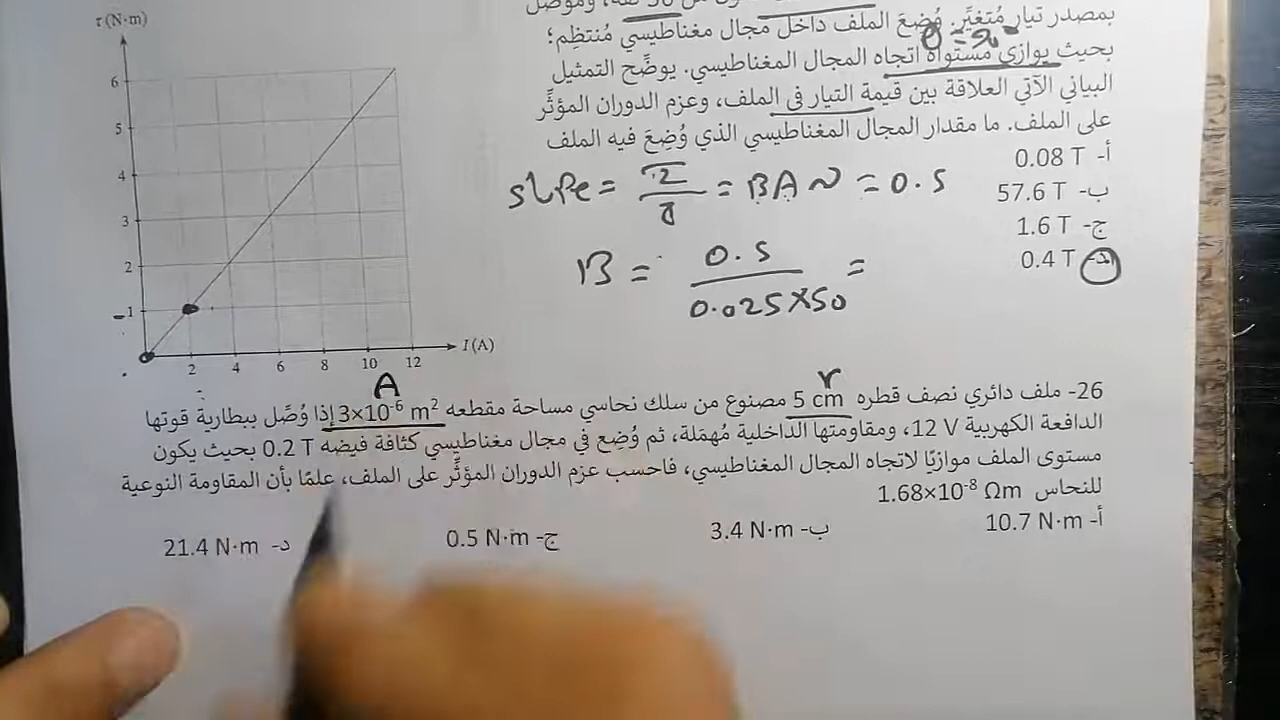 بمصدر تيار مُتغيِّر. وُضِعَ الملف داخل مجال مغناطيسي مُنتظِم؛
بحيث يوازي مستواه اتجاه المجال المغناطيسي. يوضِّح التمثيل
البياني الآتي العلاقة بين قيمة التيار في الملف، وعزم الدوران المؤثِّر
على الملف. ما مقدار المجال المغناطيسي الذي وُضِعَ فيه الملف
أ- 0.08 T
ب- 57.6 T
ج- 1.6 T
د- 0.4 T
= BAN = 0.5
B = 0.5 / 0.025×50 =
τ (N·m)
6
5
4
3
2
1
2 4 6 8 10 12
I (A)
A
r
26- ملف دائري نصف قطره 5 cm مصنوع من سلك نحاسي مساحة مقطعه 3×10⁻⁶ m² إذا وُصِّل ببطارية قوتها
الدافعة الكهربية 12 V، ومقاومتها الداخلية مُهمَلة، ثم وُضِع في مجال مغناطيسي كثافة فيضه 0.2 T بحيث يكون
مستوى الملف موازيًا لاتجاه المجال المغناطيسي، فاحسب عزم الدوران المؤثِّر على الملف، علمًا بأن المقاومة النوعية
للنحاس 1.68×10⁻⁸ Ωm
أ- 10.7 N·m
ب- 3.4 N·m
ج- 0.5 N·m
د- 21.4 N·m